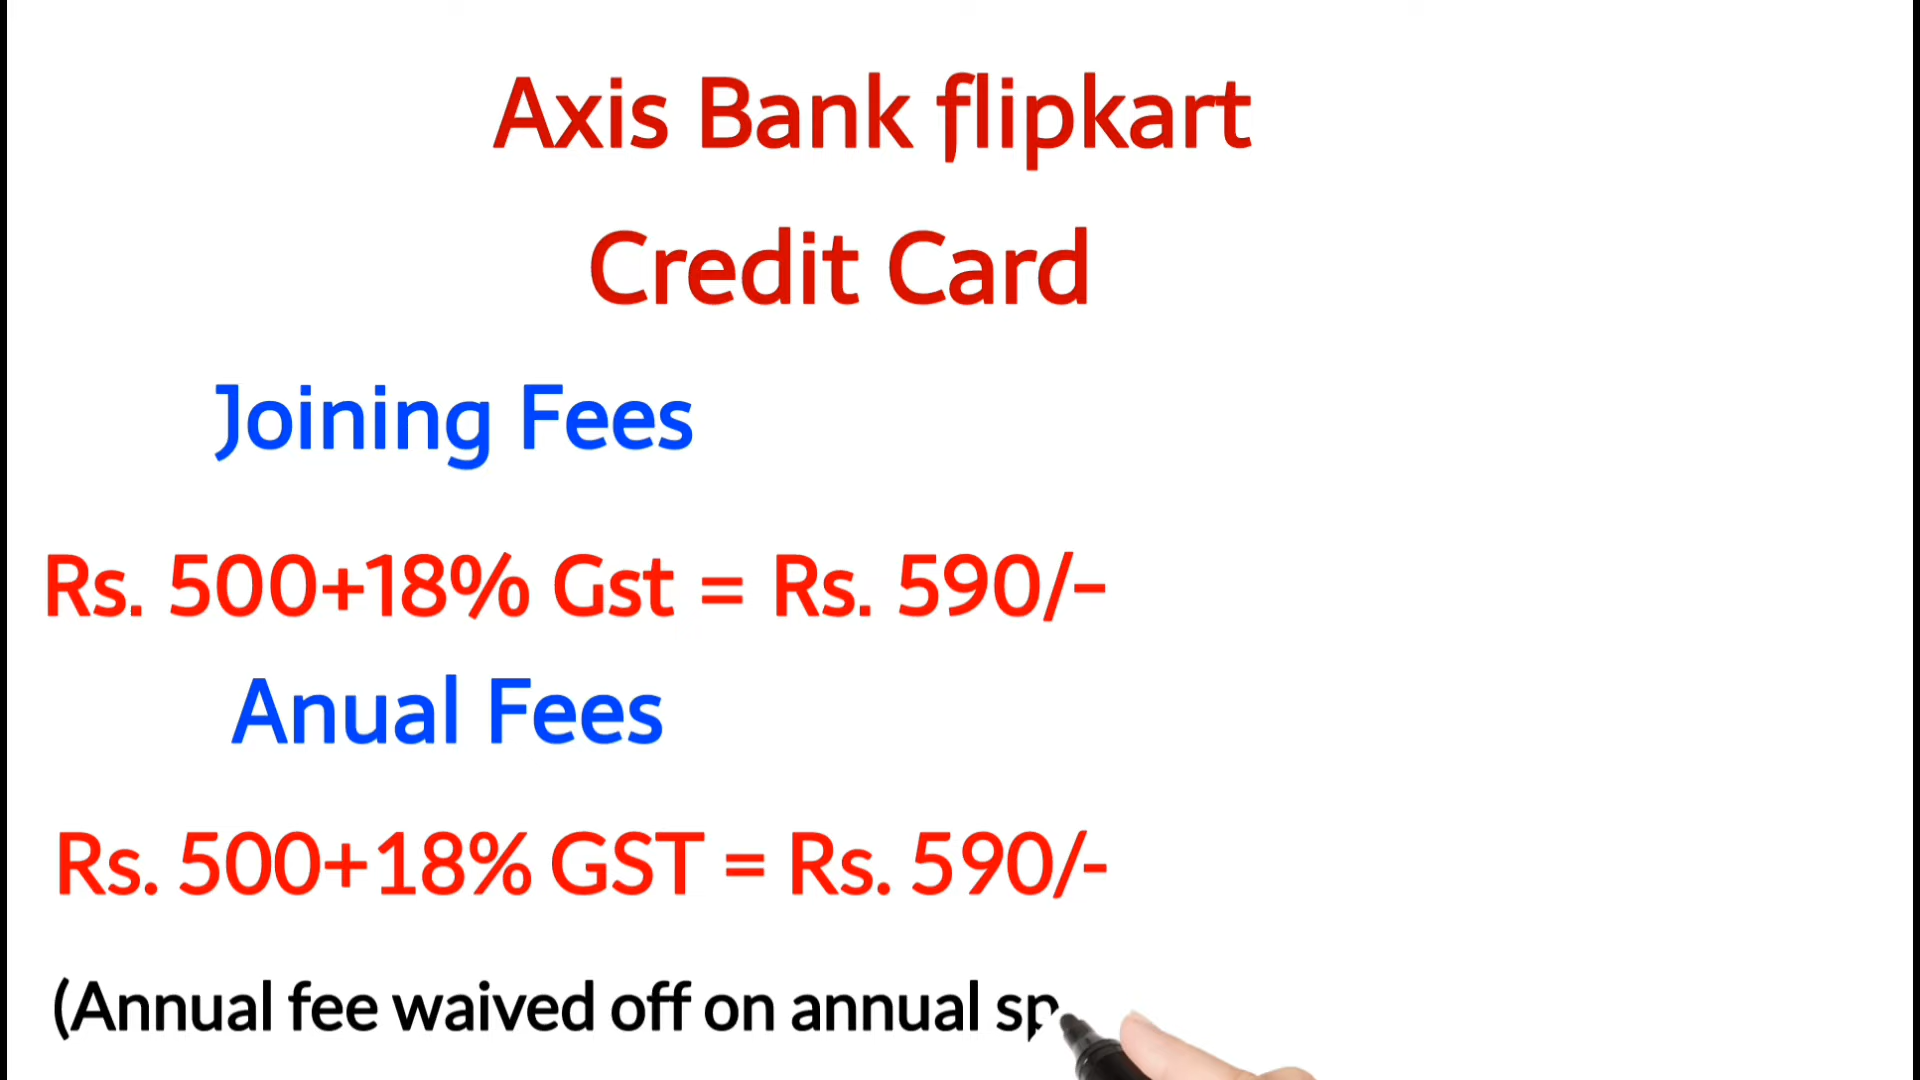 Axis Bank flipkart
Credit Card
Joining Fees
Rs. 500+18% Gst = Rs. 590/-
Anual Fees
Rs. 500+18% GST = Rs. 590/-
(Annual fee waived off on annual sp